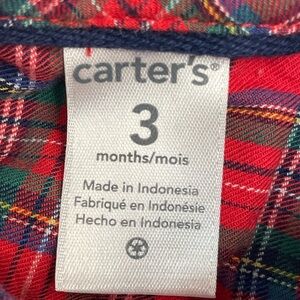 carter's®
3
months/mois
Made in Indonesia
Fabriqué en Indonésie
Hecho en Indonesia